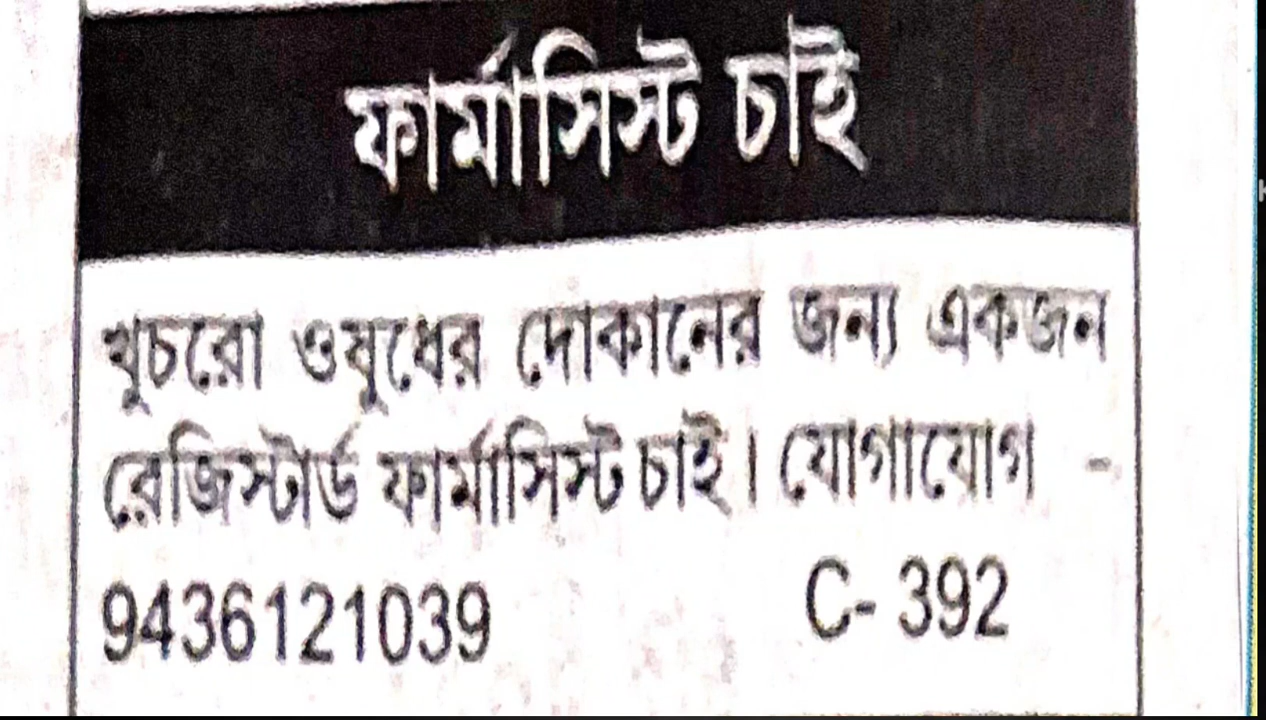 ফার্মাসিস্ট চাই
খুচরো ওষুধের দোকানের জন্য একজন
রেজিস্টার্ড ফার্মাসিস্ট চাই। যোগাযোগ -
9436121039 C- 392